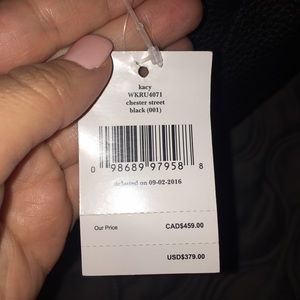 kacy
WKRU4071
chester street
black (001)
0 98689 97958 8
on 09-02-2016
Our Price CAD$459.00
USD$379.00